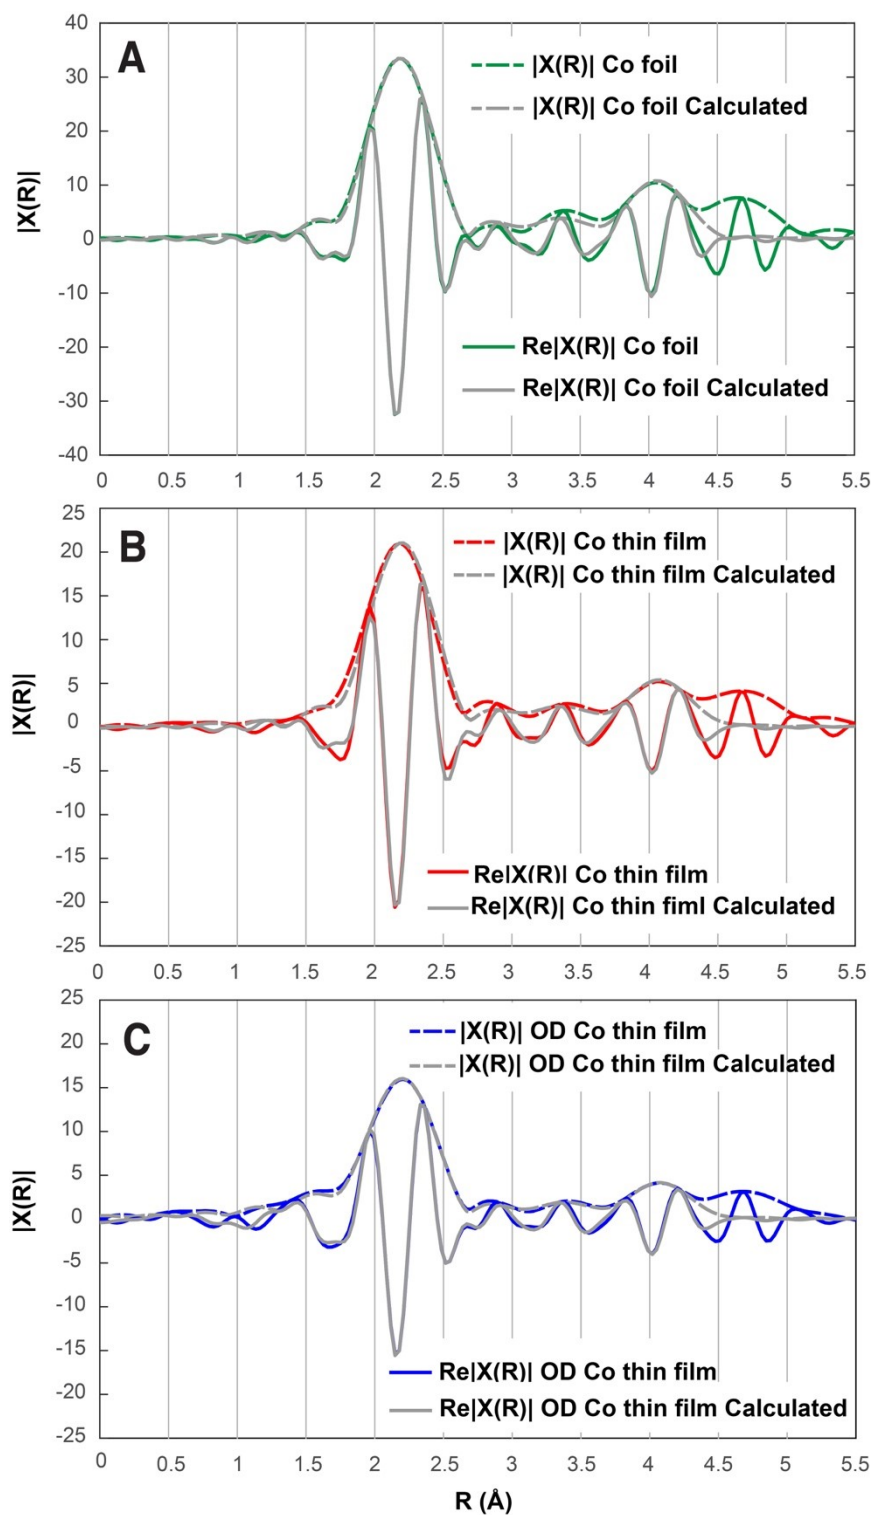 A
|X(R)| Co foil
|X(R)| Co foil Calculated
Re|X(R)| Co foil
Re|X(R)| Co foil Calculated
|X(R)|
40
30
20
10
0
-10
-20
-30
-40
0 0.5 1 1.5 2 2.5 3 3.5 4 4.5 5 5.5
B
|X(R)| Co thin film
|X(R)| Co thin film Calculated
Re|X(R)| Co thin film
Re|X(R)| Co thin fiml Calculated
|X(R)|
25
20
15
10
5
0
-5
-10
-15
-20
-25
0 0.5 1 1.5 2 2.5 3 3.5 4 4.5 5 5.5
C
|X(R)| OD Co thin film
|X(R)| OD Co thin film Calculated
Re|X(R)| OD Co thin film
Re|X(R)| OD Co thin film Calculated
|X(R)|
25
20
15
10
5
0
-5
-10
-15
-20
-25
0 0.5 1 1.5 2 2.5 3 3.5 4 4.5 5 5.5
R (Å)